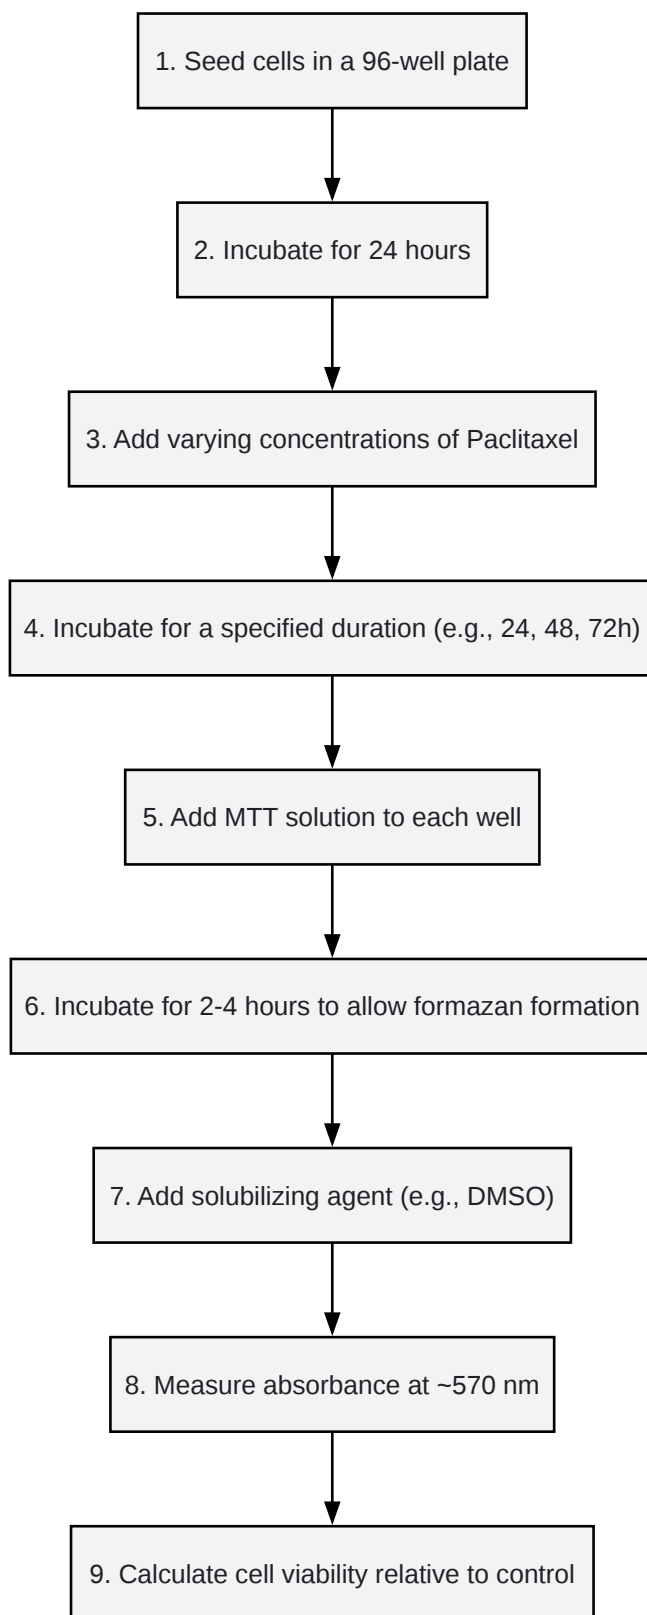 1. Seed cells in a 96-well plate
2. Incubate for 24 hours
3. Add varying concentrations of Paclitaxel
4. Incubate for a specified duration (e.g., 24, 48, 72h)
5. Add MTT solution to each well
6. Incubate for 2-4 hours to allow formazan formation
7. Add solubilizing agent (e.g., DMSO)
8. Measure absorbance at ~570 nm
9. Calculate cell viability relative to control